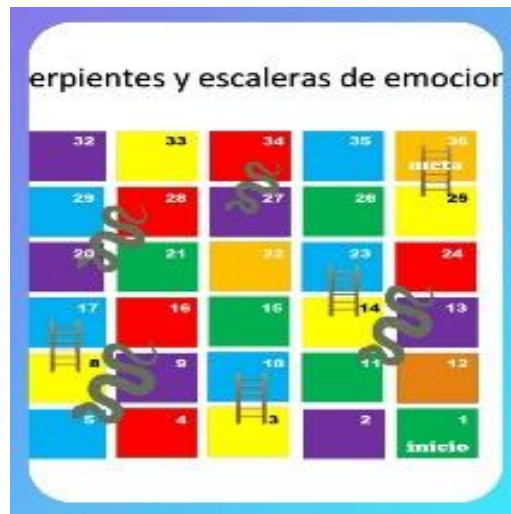 erpientes y escaleras de emocior
32 33 34 35 36
meta
29 28 27 26 25
20 21 22 23 24
17 16 15 14 13
8 9 10 11 12
5 4 3 2 1
inicio